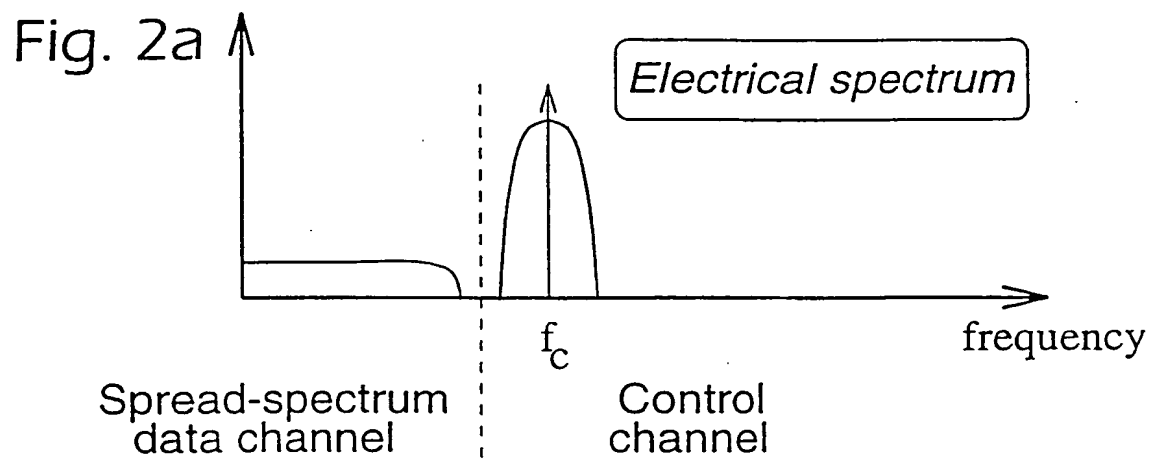 Fig. 2a
Electrical spectrum
f_c
frequency
Spread-spectrum
data channel
Control
channel